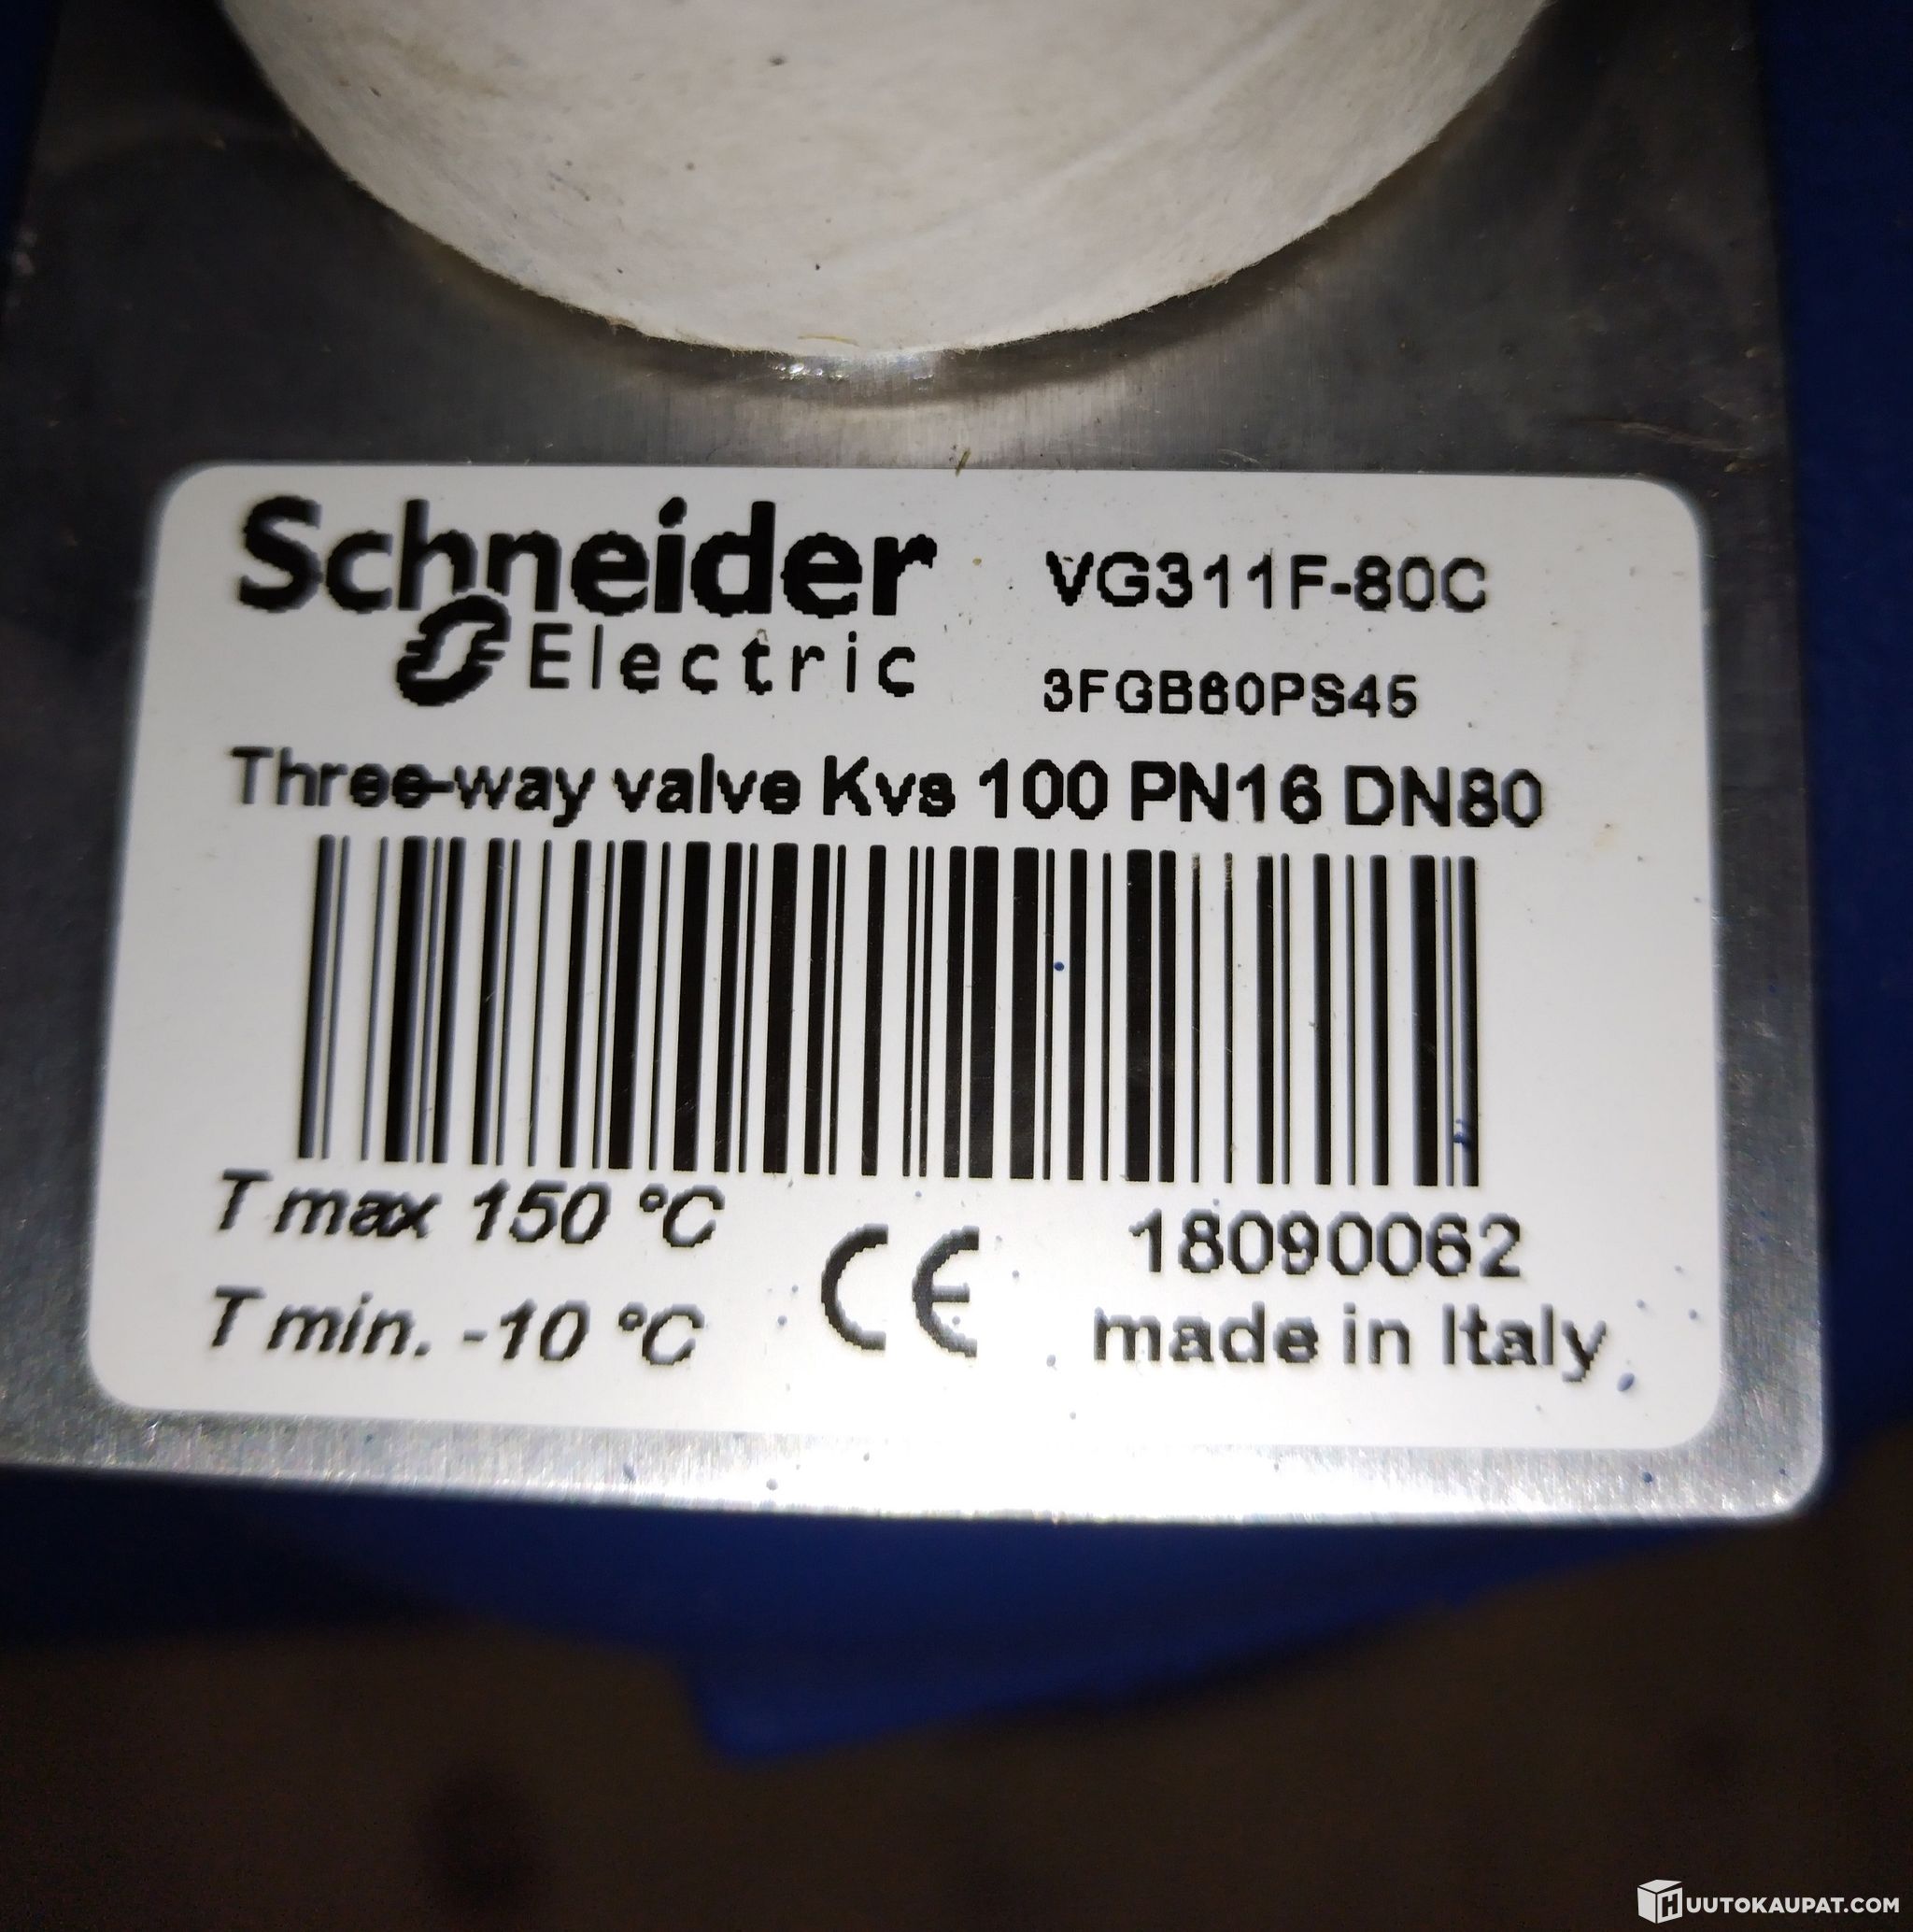 Schneider
Electric
VG311F-80C
3FGB80PS45
Three-way valve Kvs 100 PN16 DN80
T max 150 °C
T min. -10 °C
CE
18090062
made in Italy
HUUTOKAUPAT.COM